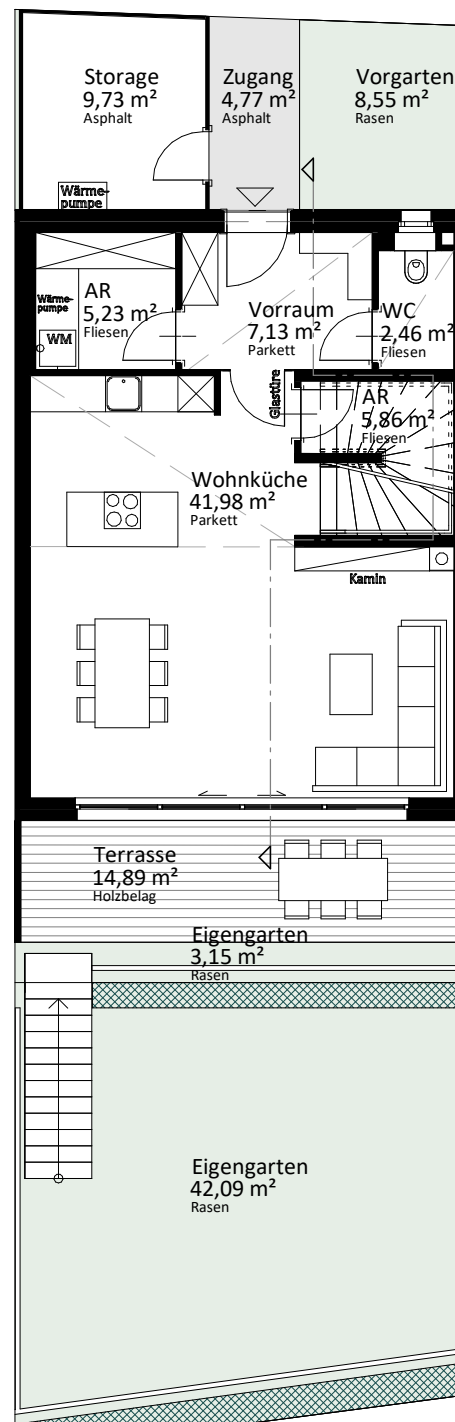 Storage
9,73 m²
Asphalt
Zugang
4,77 m²
Asphalt
Vorgarten
8,55 m²
Rasen
Wärme-
pumpe
AR
5,23 m²
Fliesen
Wärme-
pumpe
WM
Vorraum
7,13 m²
Parkett
WC
2,46 m²
Fliesen
Glastüre
AR
5,86 m²
Fliesen
Wohnküche
41,98 m²
Parkett
Kamin
Terrasse
14,89 m²
Holzbelag
Eigengarten
3,15 m²
Rasen
Eigengarten
42,09 m²
Rasen